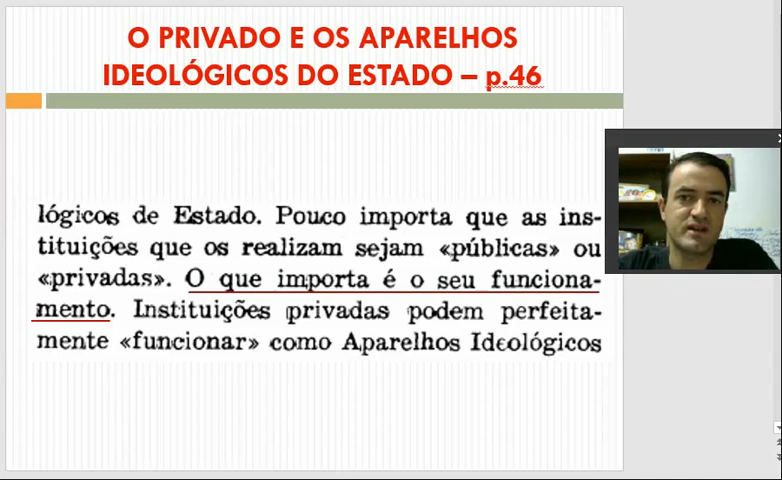 O PRIVADO E OS APARELHOS
IDEOLÓGICOS DO ESTADO – p.46
lógicos de Estado. Pouco importa que as ins-
tituições que os realizam sejam «públicas» ou
«privadas». O que importa é o seu funciona-
mento. Instituições privadas podem perfeita-
mente «funcionar» como Aparelhos Ideológicos